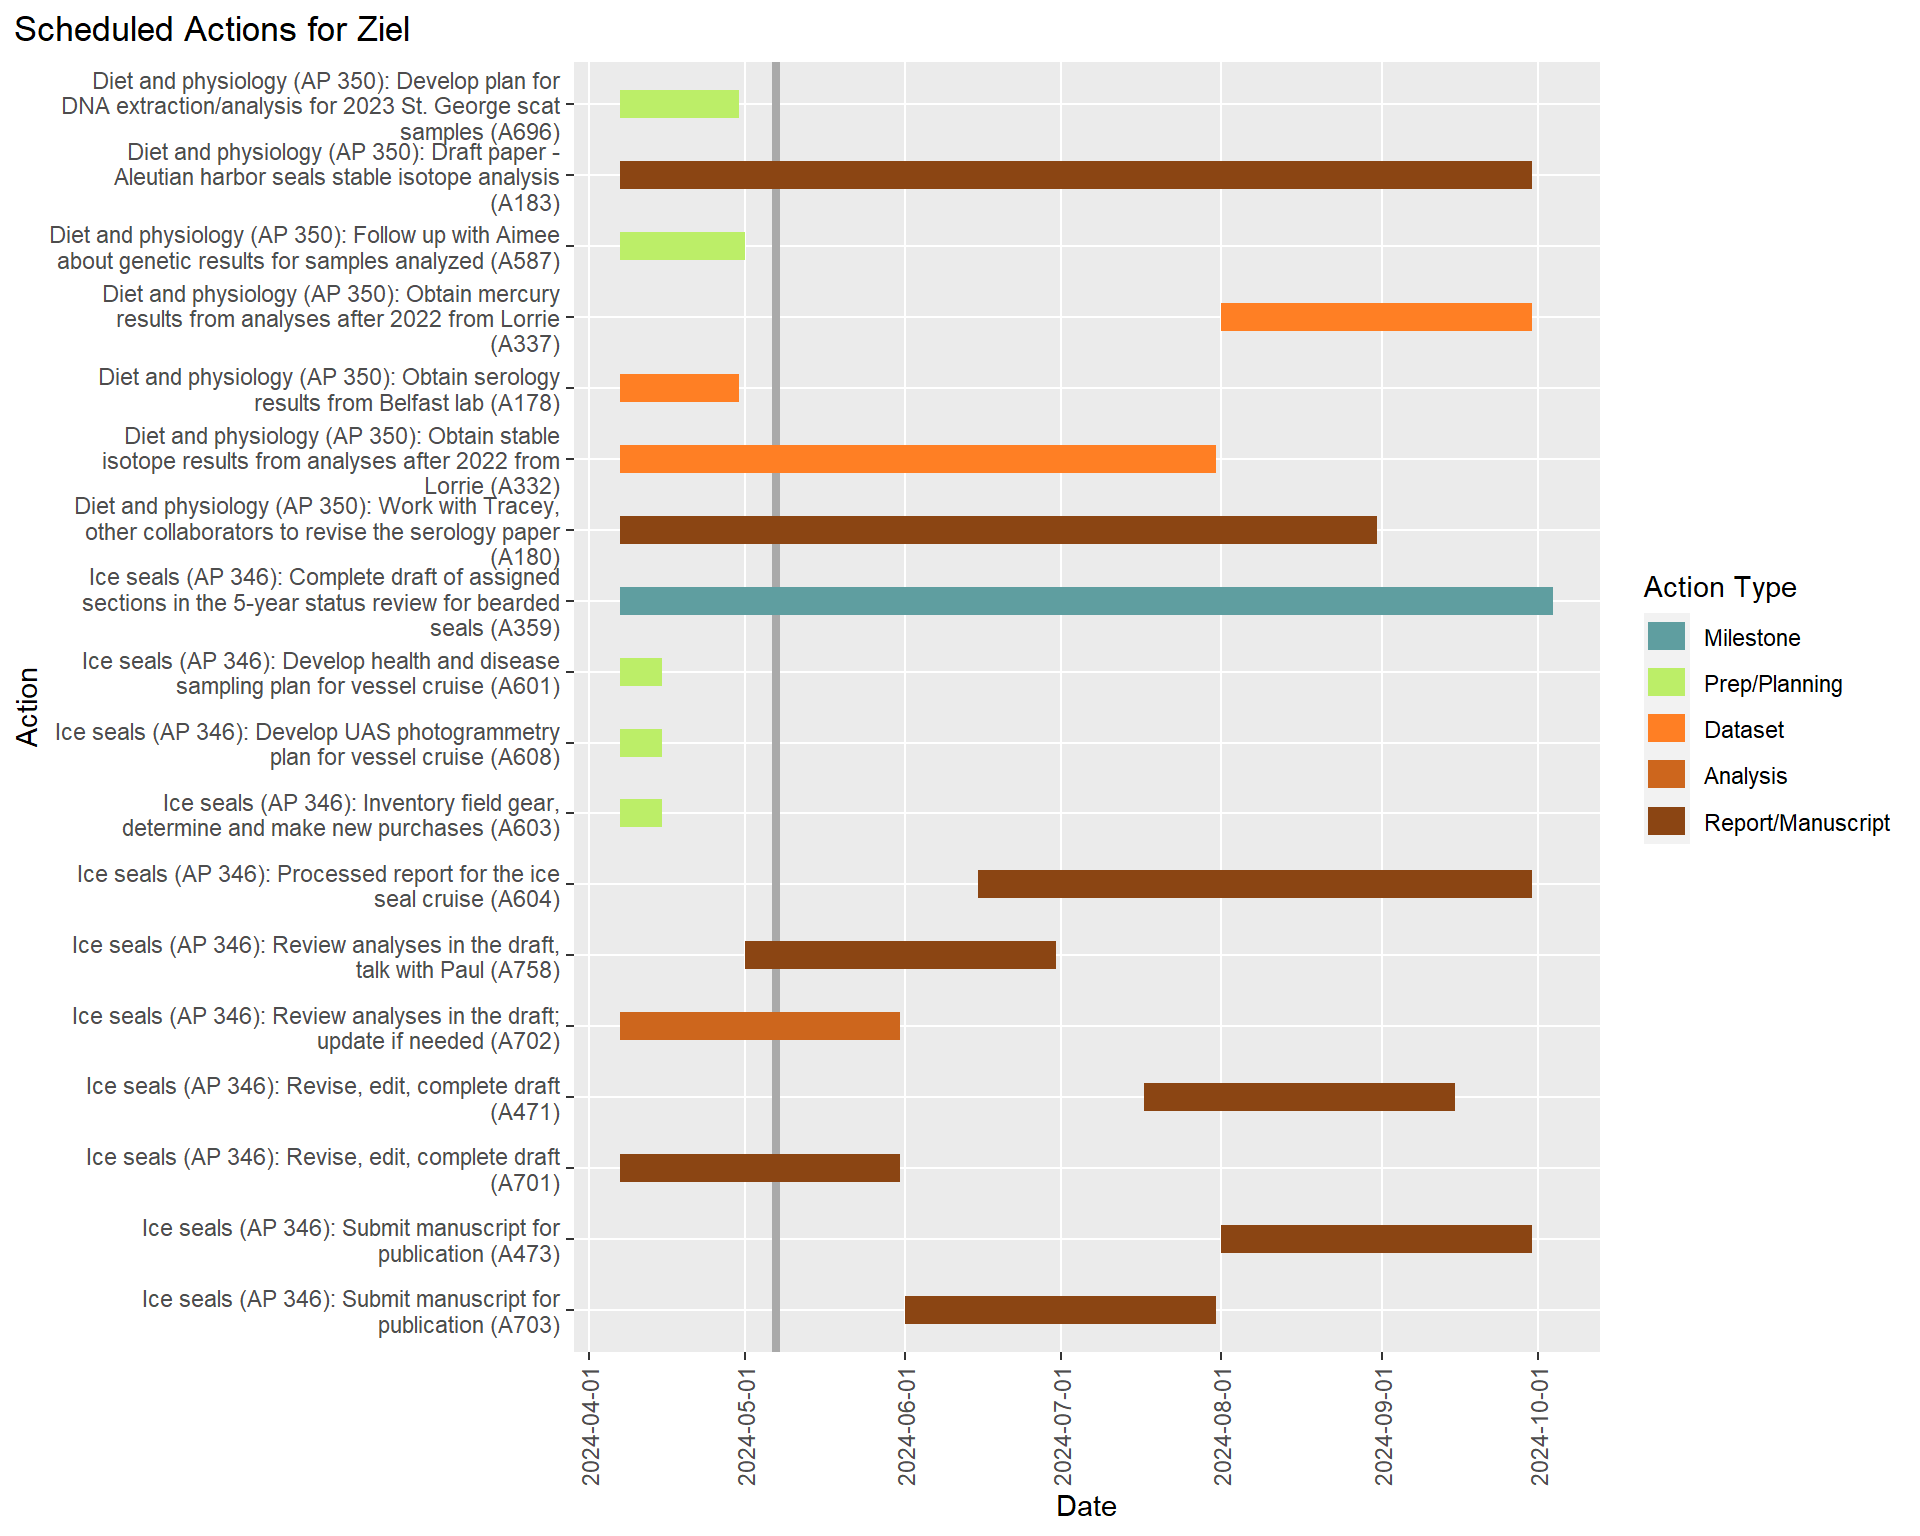 Scheduled Actions for Ziel
Diet and physiology (AP 350): Develop plan for
DNA extraction/analysis for 2023 St. George scat
samples (A696)
Diet and physiology (AP 350): Draft paper -
Aleutian harbor seals stable isotope analysis
(A183)
Diet and physiology (AP 350): Follow up with Aimee
about genetic results for samples analyzed (A587)
Diet and physiology (AP 350): Obtain mercury
results from analyses after 2022 from Lorrie
(A337)
Diet and physiology (AP 350): Obtain serology
results from Belfast lab (A178)
Diet and physiology (AP 350): Obtain stable
isotope results from analyses after 2022 from
Lorrie (A332)
Diet and physiology (AP 350): Work with Tracey,
other collaborators to revise the serology paper
(A180)
Ice seals (AP 346): Complete draft of assigned
sections in the 5-year status review for bearded
seals (A359)
Ice seals (AP 346): Develop health and disease
sampling plan for vessel cruise (A601)
Ice seals (AP 346): Develop UAS photogrammetry
plan for vessel cruise (A608)
Ice seals (AP 346): Inventory field gear,
determine and make new purchases (A603)
Ice seals (AP 346): Processed report for the ice
seal cruise (A604)
Ice seals (AP 346): Review analyses in the draft,
talk with Paul (A758)
Ice seals (AP 346): Review analyses in the draft;
update if needed (A702)
Ice seals (AP 346): Revise, edit, complete draft
(A471)
Ice seals (AP 346): Revise, edit, complete draft
(A701)
Ice seals (AP 346): Submit manuscript for
publication (A473)
Ice seals (AP 346): Submit manuscript for
publication (A703)
Action
2024-04-01
2024-05-01
2024-06-01
2024-07-01
2024-08-01
2024-09-01
2024-10-01
Date
Action Type
Milestone
Prep/Planning
Dataset
Analysis
Report/Manuscript